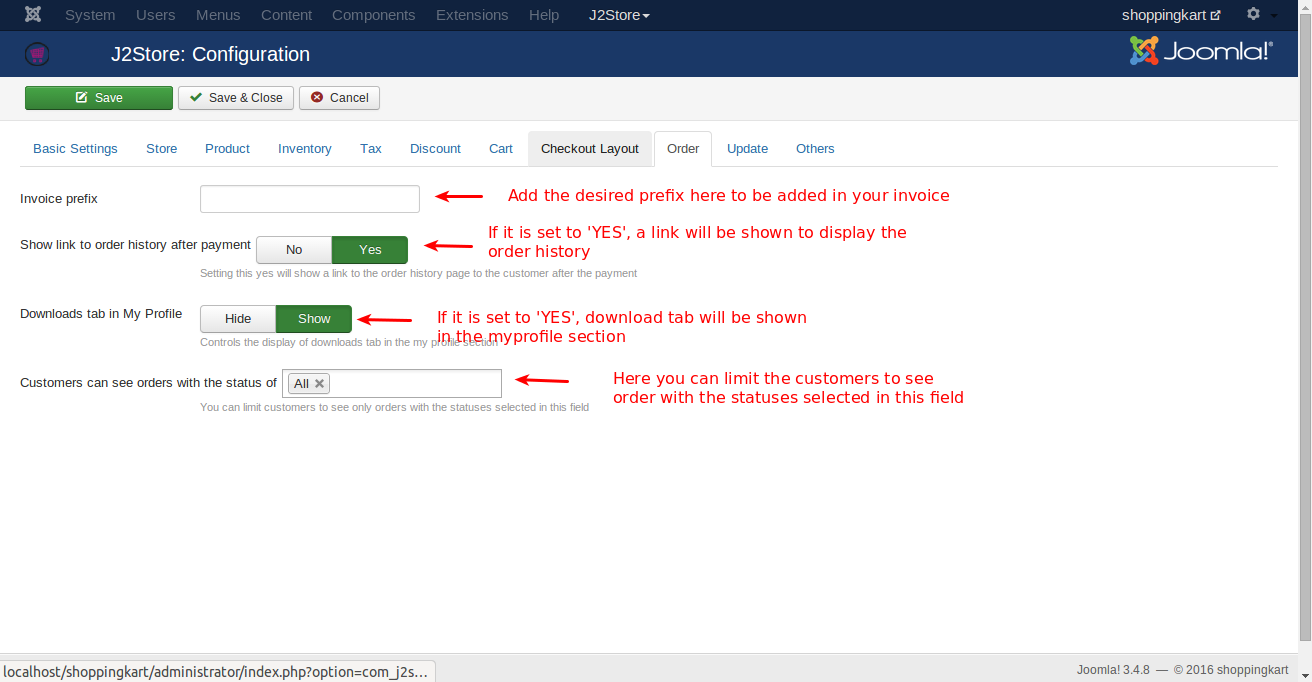 System Users Menus Content Components Extensions Help J2Store shoppingkart
J2Store: Configuration Joomla!®
Save Save & Close Cancel
Basic Settings Store Product Inventory Tax Discount Cart Checkout Layout Order Update Others
Invoice prefix
Add the desired prefix here to be added in your invoice
Show link to order history after payment No Yes
If it is set to 'YES', a link will be shown to display the
order history
Setting this yes will show a link to the order history page to the customer after the payment
Downloads tab in My Profile Hide Show
If it is set to 'YES', download tab will be shown
in the myprofile section
Controls the display of downloads tab in the my profile section
Customers can see orders with the status of All
Here you can limit the customers to see
order with the statuses selected in this field
You can limit customers to see only orders with the statuses selected in this field
localhost/shoppingkart/administrator/index.php?option=com_j2s...
Joomla! 3.4.8 — © 2016 shoppingkart